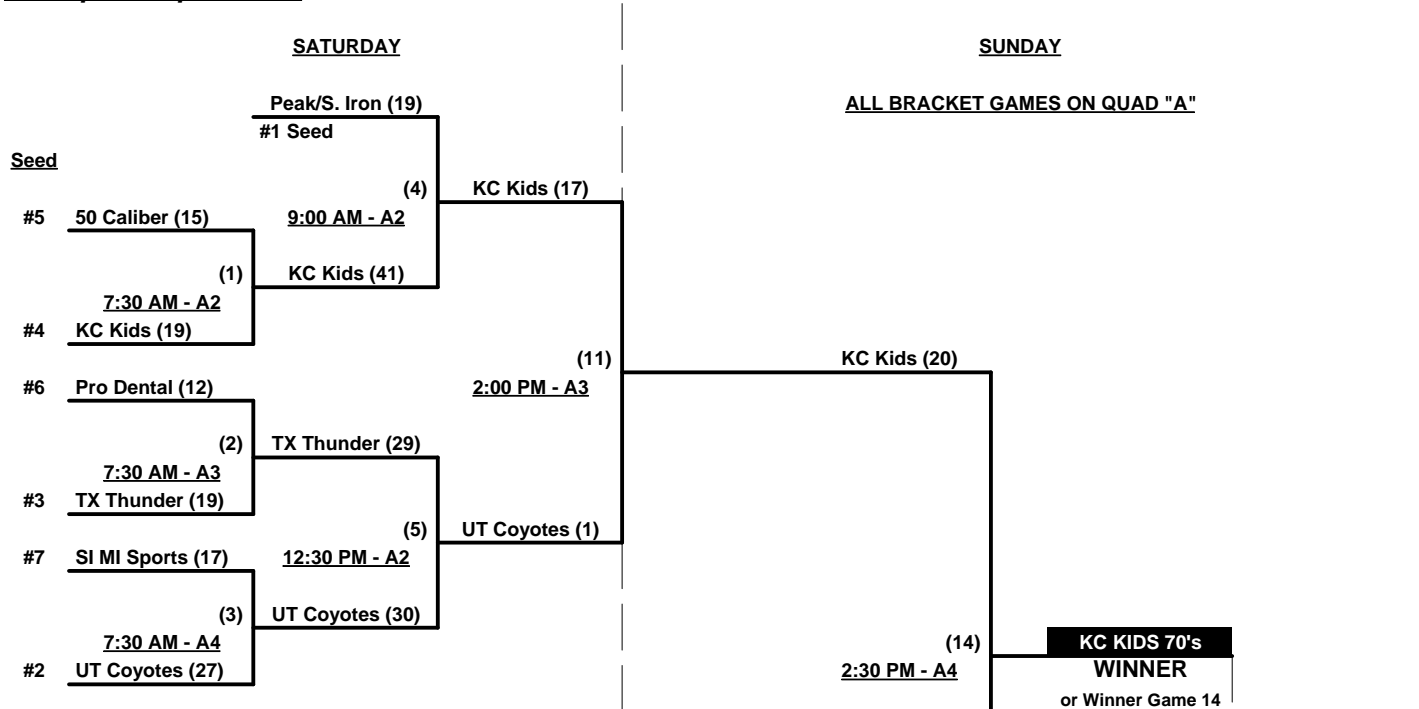 SATURDAY
SUNDAY
Peak/S. Iron (19)
ALL BRACKET GAMES ON QUAD "A"
#1 Seed
Seed
(4)
KC Kids (17)
#5 50 Caliber (15)
9:00 AM - A2
(1)
KC Kids (41)
7:30 AM - A2
#4 KC Kids (19)
(11)
KC Kids (20)
#6 Pro Dental (12)
2:00 PM - A3
(2)
TX Thunder (29)
7:30 AM - A3
#3 TX Thunder (19)
(5)
UT Coyotes (1)
#7 SI MI Sports (17)
12:30 PM - A2
(3)
UT Coyotes (30)
7:30 AM - A4
(14)
KC KIDS 70's
#2 UT Coyotes (27)
2:30 PM - A4
WINNER
or Winner Game 14